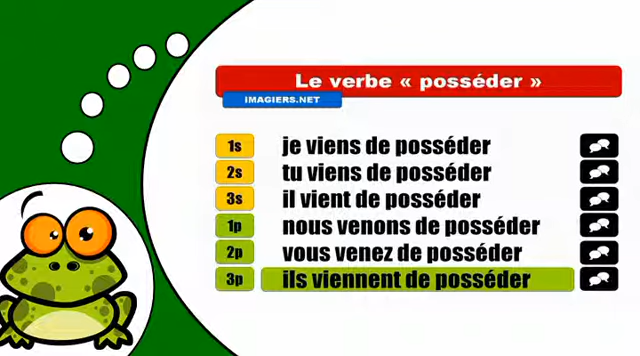 Le verbe « posséder »
IMAGIERS.NET
1s je viens de posséder
2s tu viens de posséder
3s il vient de posséder
1p nous venons de posséder
2p vous venez de posséder
3p ils viennent de posséder